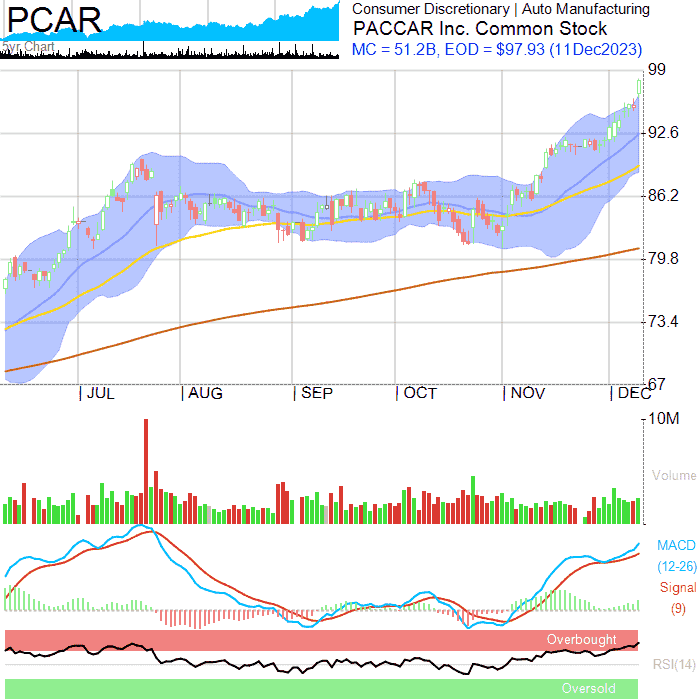 PCAR
5yr Chart
Consumer Discretionary | Auto Manufacturing
PACCAR Inc. Common Stock
MC = 51.2B, EOD = $97.93 (11Dec2023)
99
92.6
86.2
79.8
73.4
67
| JUL | AUG | SEP | OCT | NOV | DEC
10M
Volume
MACD
(12-26)
Signal
(9)
Overbought
RSI(14)
Oversold